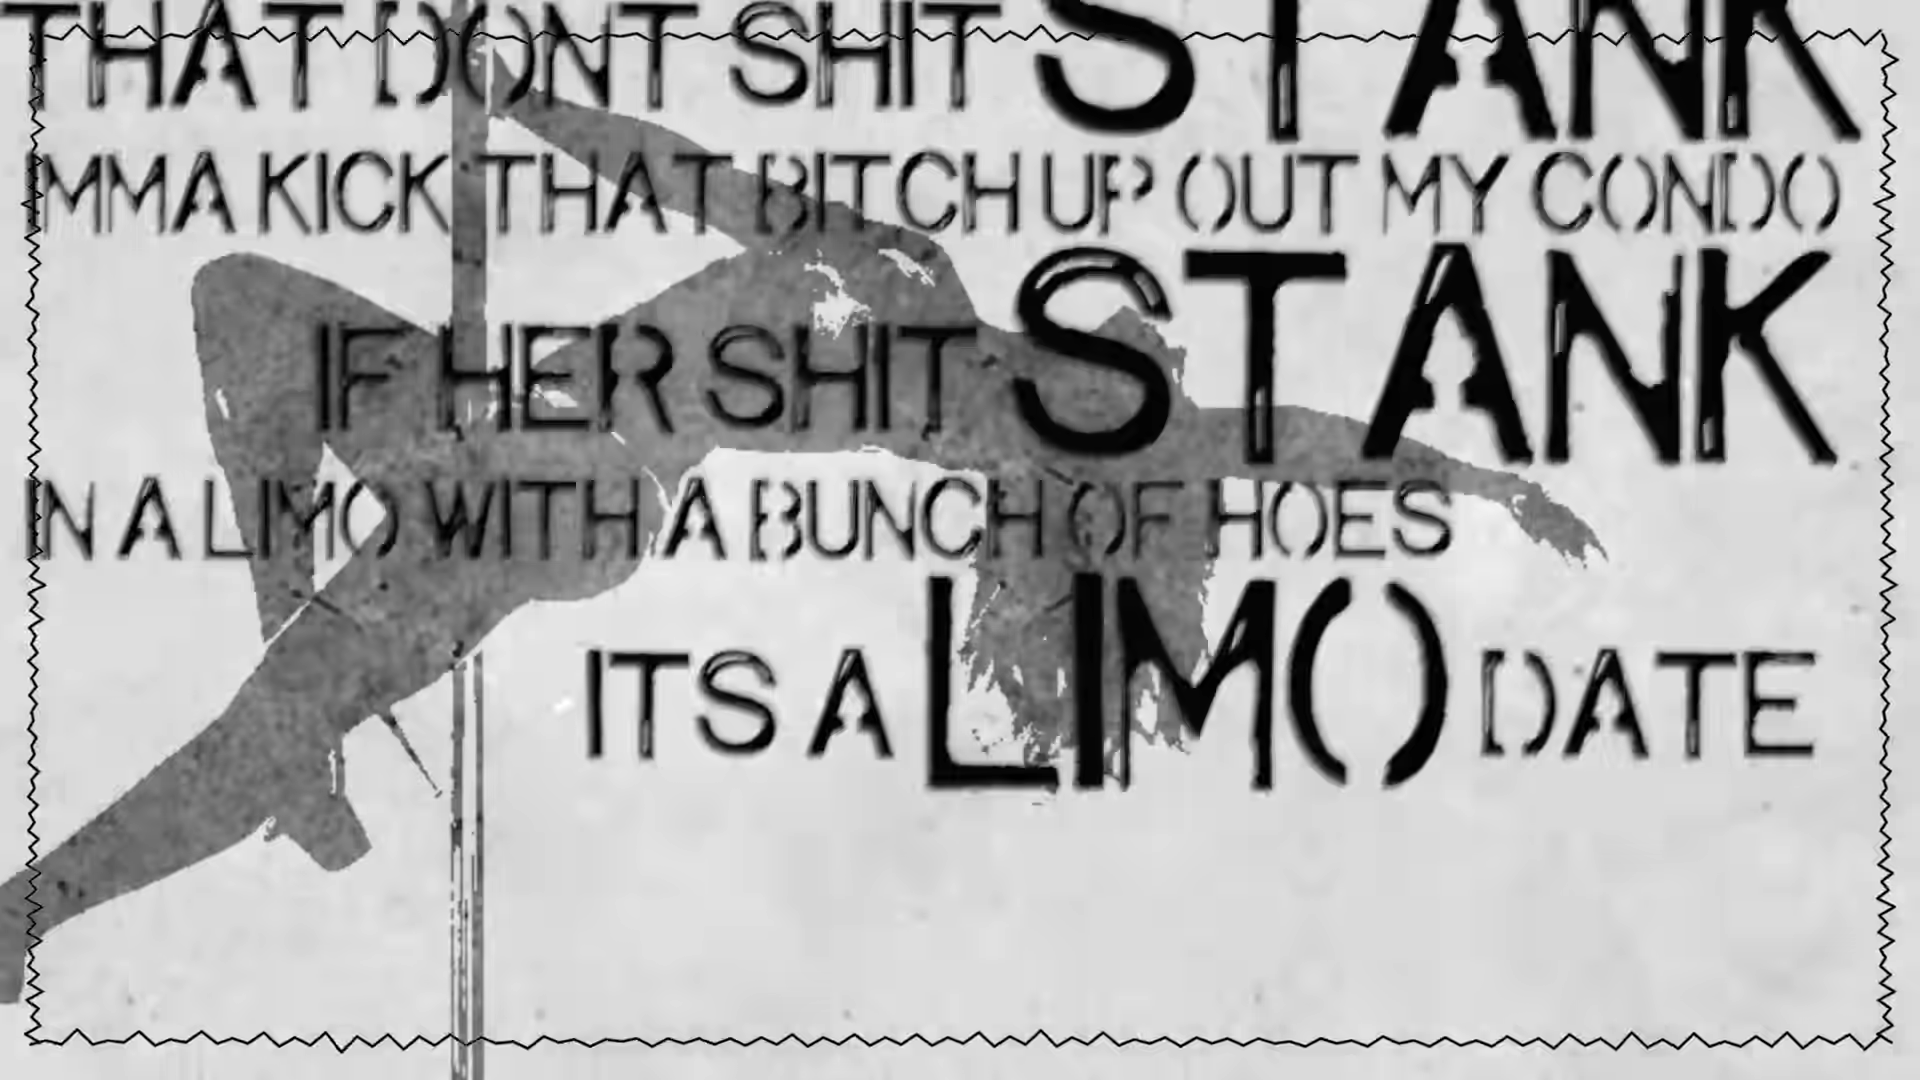 THAT DONT SHIT STANK
IMMA KICK THAT BITCH UP OUT MY CONDO
IF HER SHIT STANK
IN A LIMO WITH A BUNCH OF HOES
ITS A LIMO DATE